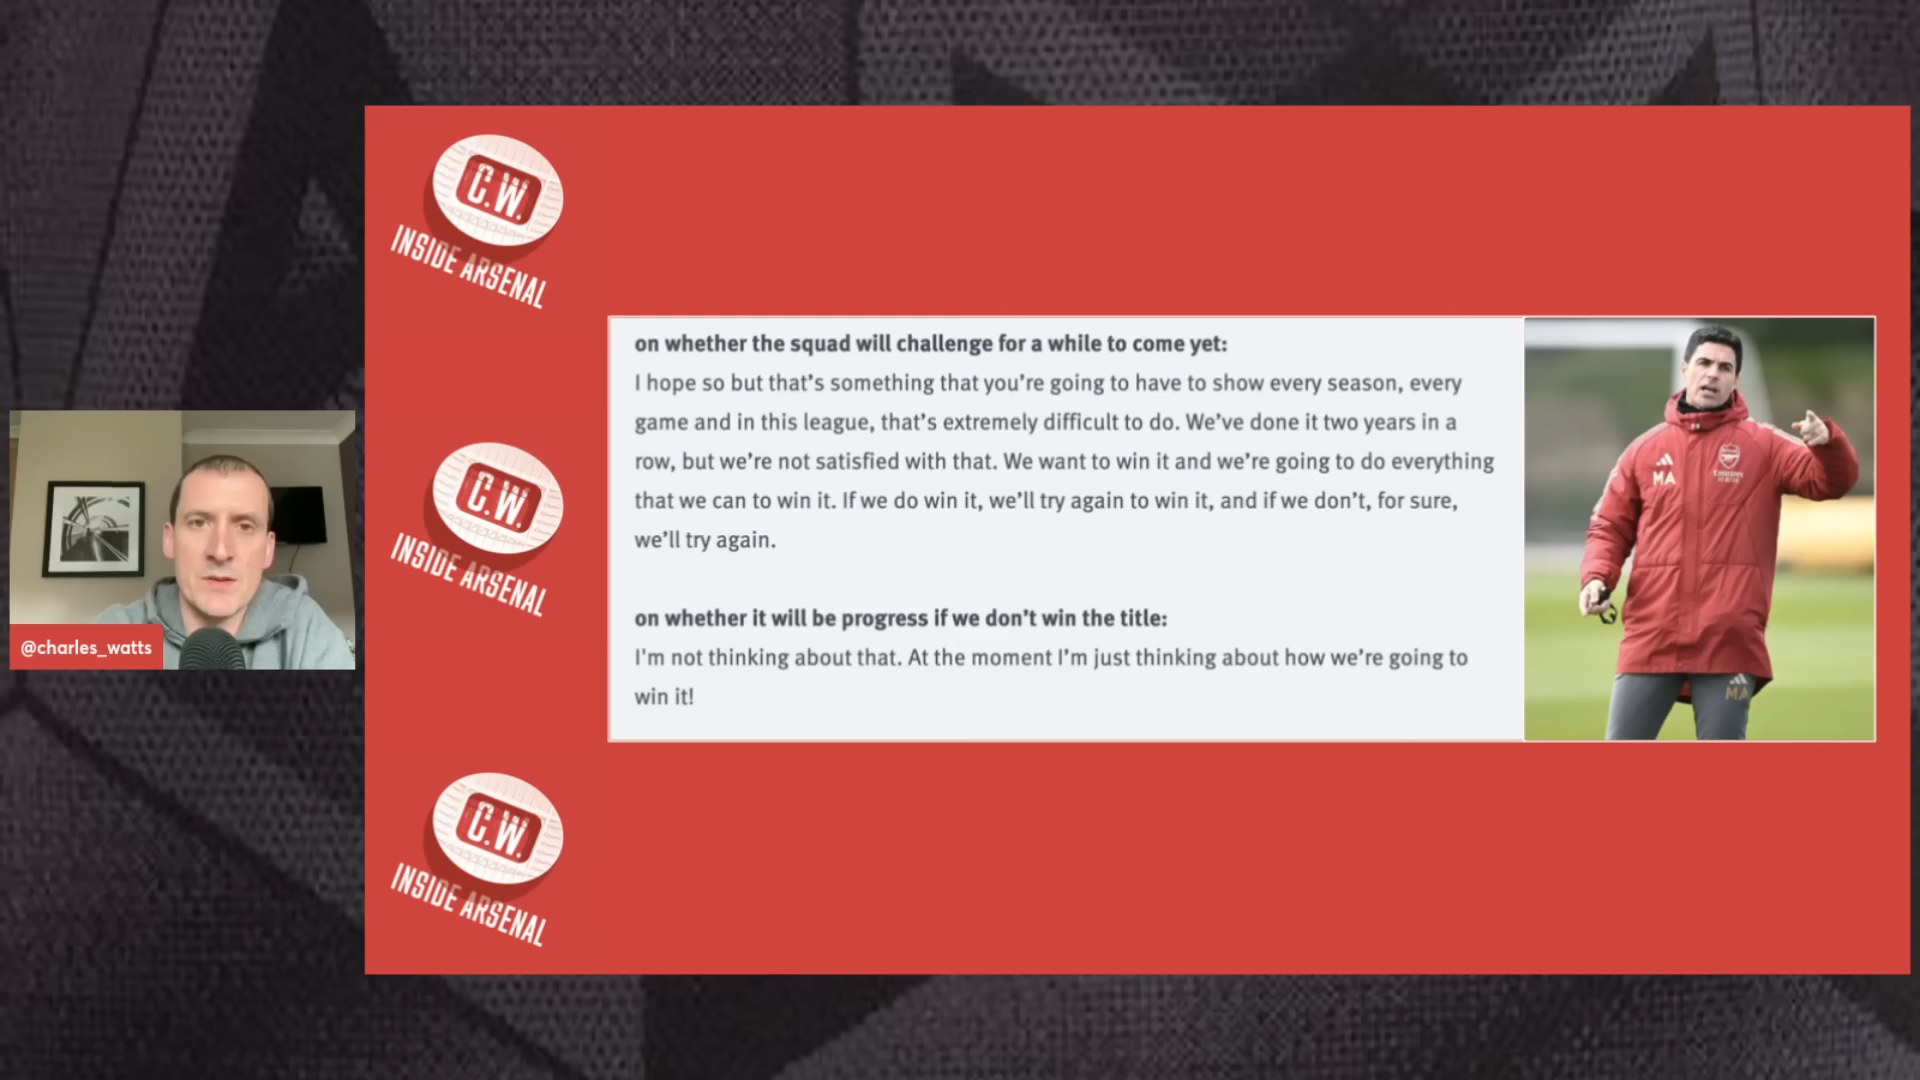 C.W.
INSIDE ARSENAL
on whether the squad will challenge for a while to come yet:
I hope so but that’s something that you’re going to have to show every season, every
game and in this league, that’s extremely difficult to do. We’ve done it two years in a
row, but we’re not satisfied with that. We want to win it and we’re going to do everything
that we can to win it. If we do win it, we’ll try again to win it, and if we don’t, for sure,
we’ll try again.
on whether it will be progress if we don’t win the title:
I'm not thinking about that. At the moment I’m just thinking about how we’re going to
win it!
MA
Emirates
MA
C.W.
INSIDE ARSENAL
@charles_watts
C.W.
INSIDE ARSENAL